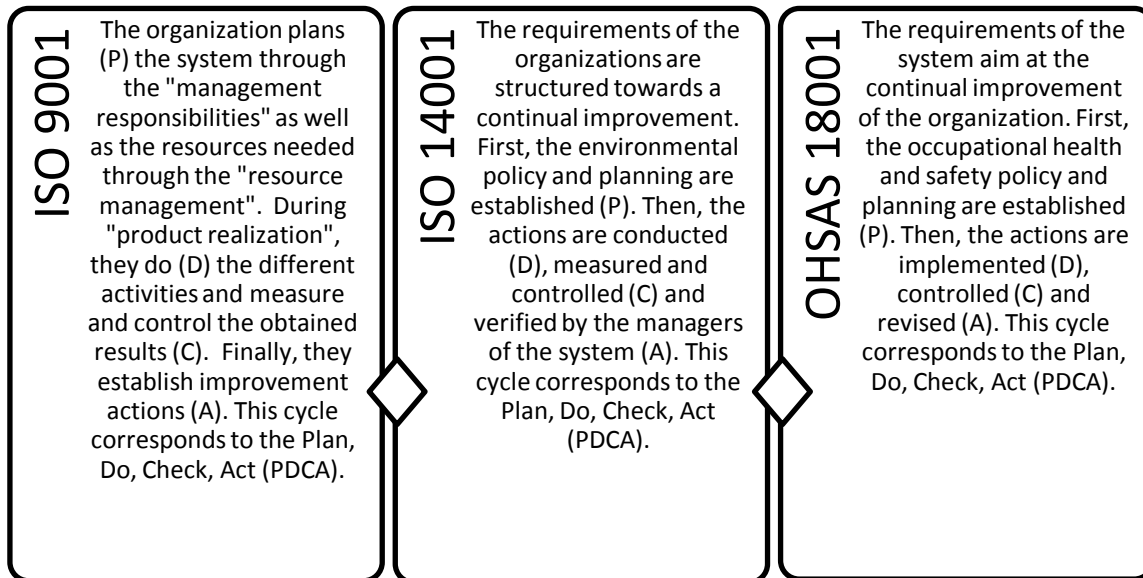 ISO 9001
The organization plans
(P) the system through
the "management
responsibilities" as well
as the resources needed
through the "resource
management". During
"product realization",
they do (D) the different
activities and measure
and control the obtained
results (C). Finally, they
establish improvement
actions (A). This cycle
corresponds to the Plan,
Do, Check, Act (PDCA).
ISO 14001
The requirements of the
organizations are
structured towards a
continual improvement.
First, the environmental
policy and planning are
established (P). Then, the
actions are conducted
(D), measured and
controlled (C) and
verified by the managers
of the system (A). This
cycle corresponds to the
Plan, Do, Check, Act
(PDCA).
OHSAS 18001
The requirements of the
system aim at the
continual improvement
of the organization. First,
the occupational health
and safety policy and
planning are established
(P). Then, the actions are
implemented (D),
controlled (C) and
revised (A). This cycle
corresponds to the Plan,
Do, Check, Act (PDCA).